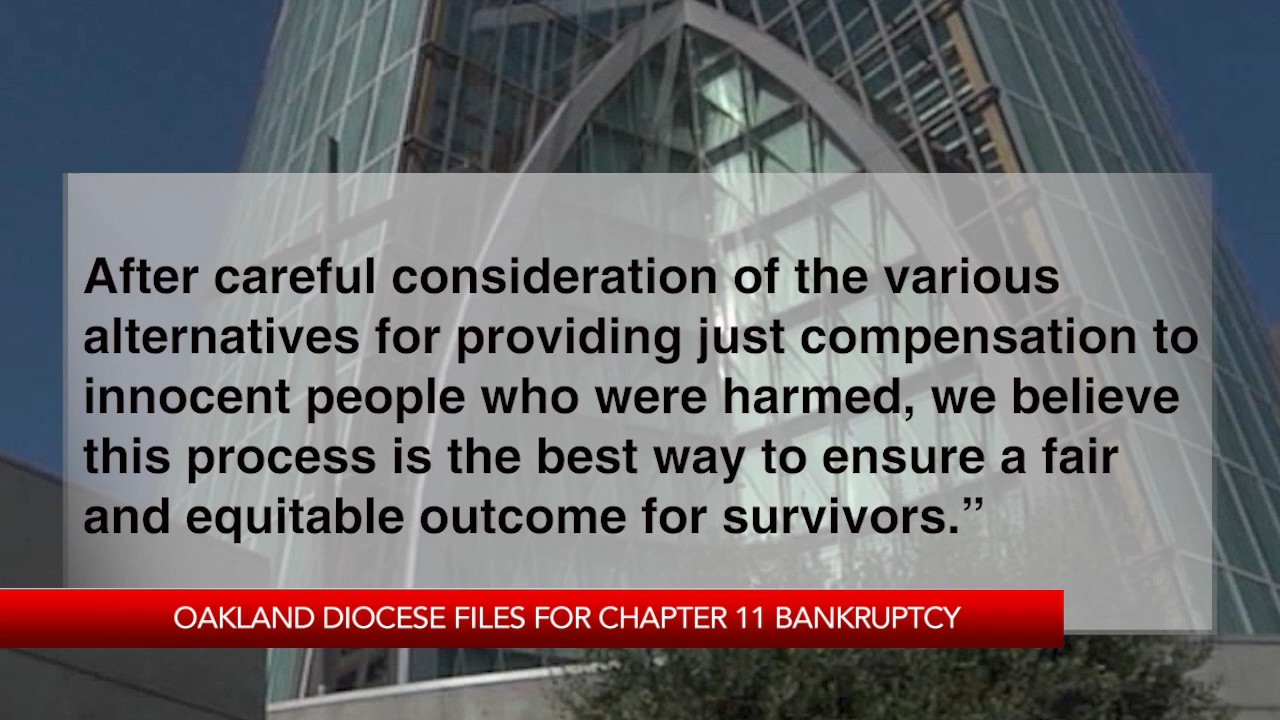 After careful consideration of the various
alternatives for providing just compensation to
innocent people who were harmed, we believe
this process is the best way to ensure a fair
and equitable outcome for survivors.”
OAKLAND DIOCESE FILES FOR CHAPTER 11 BANKRUPTCY